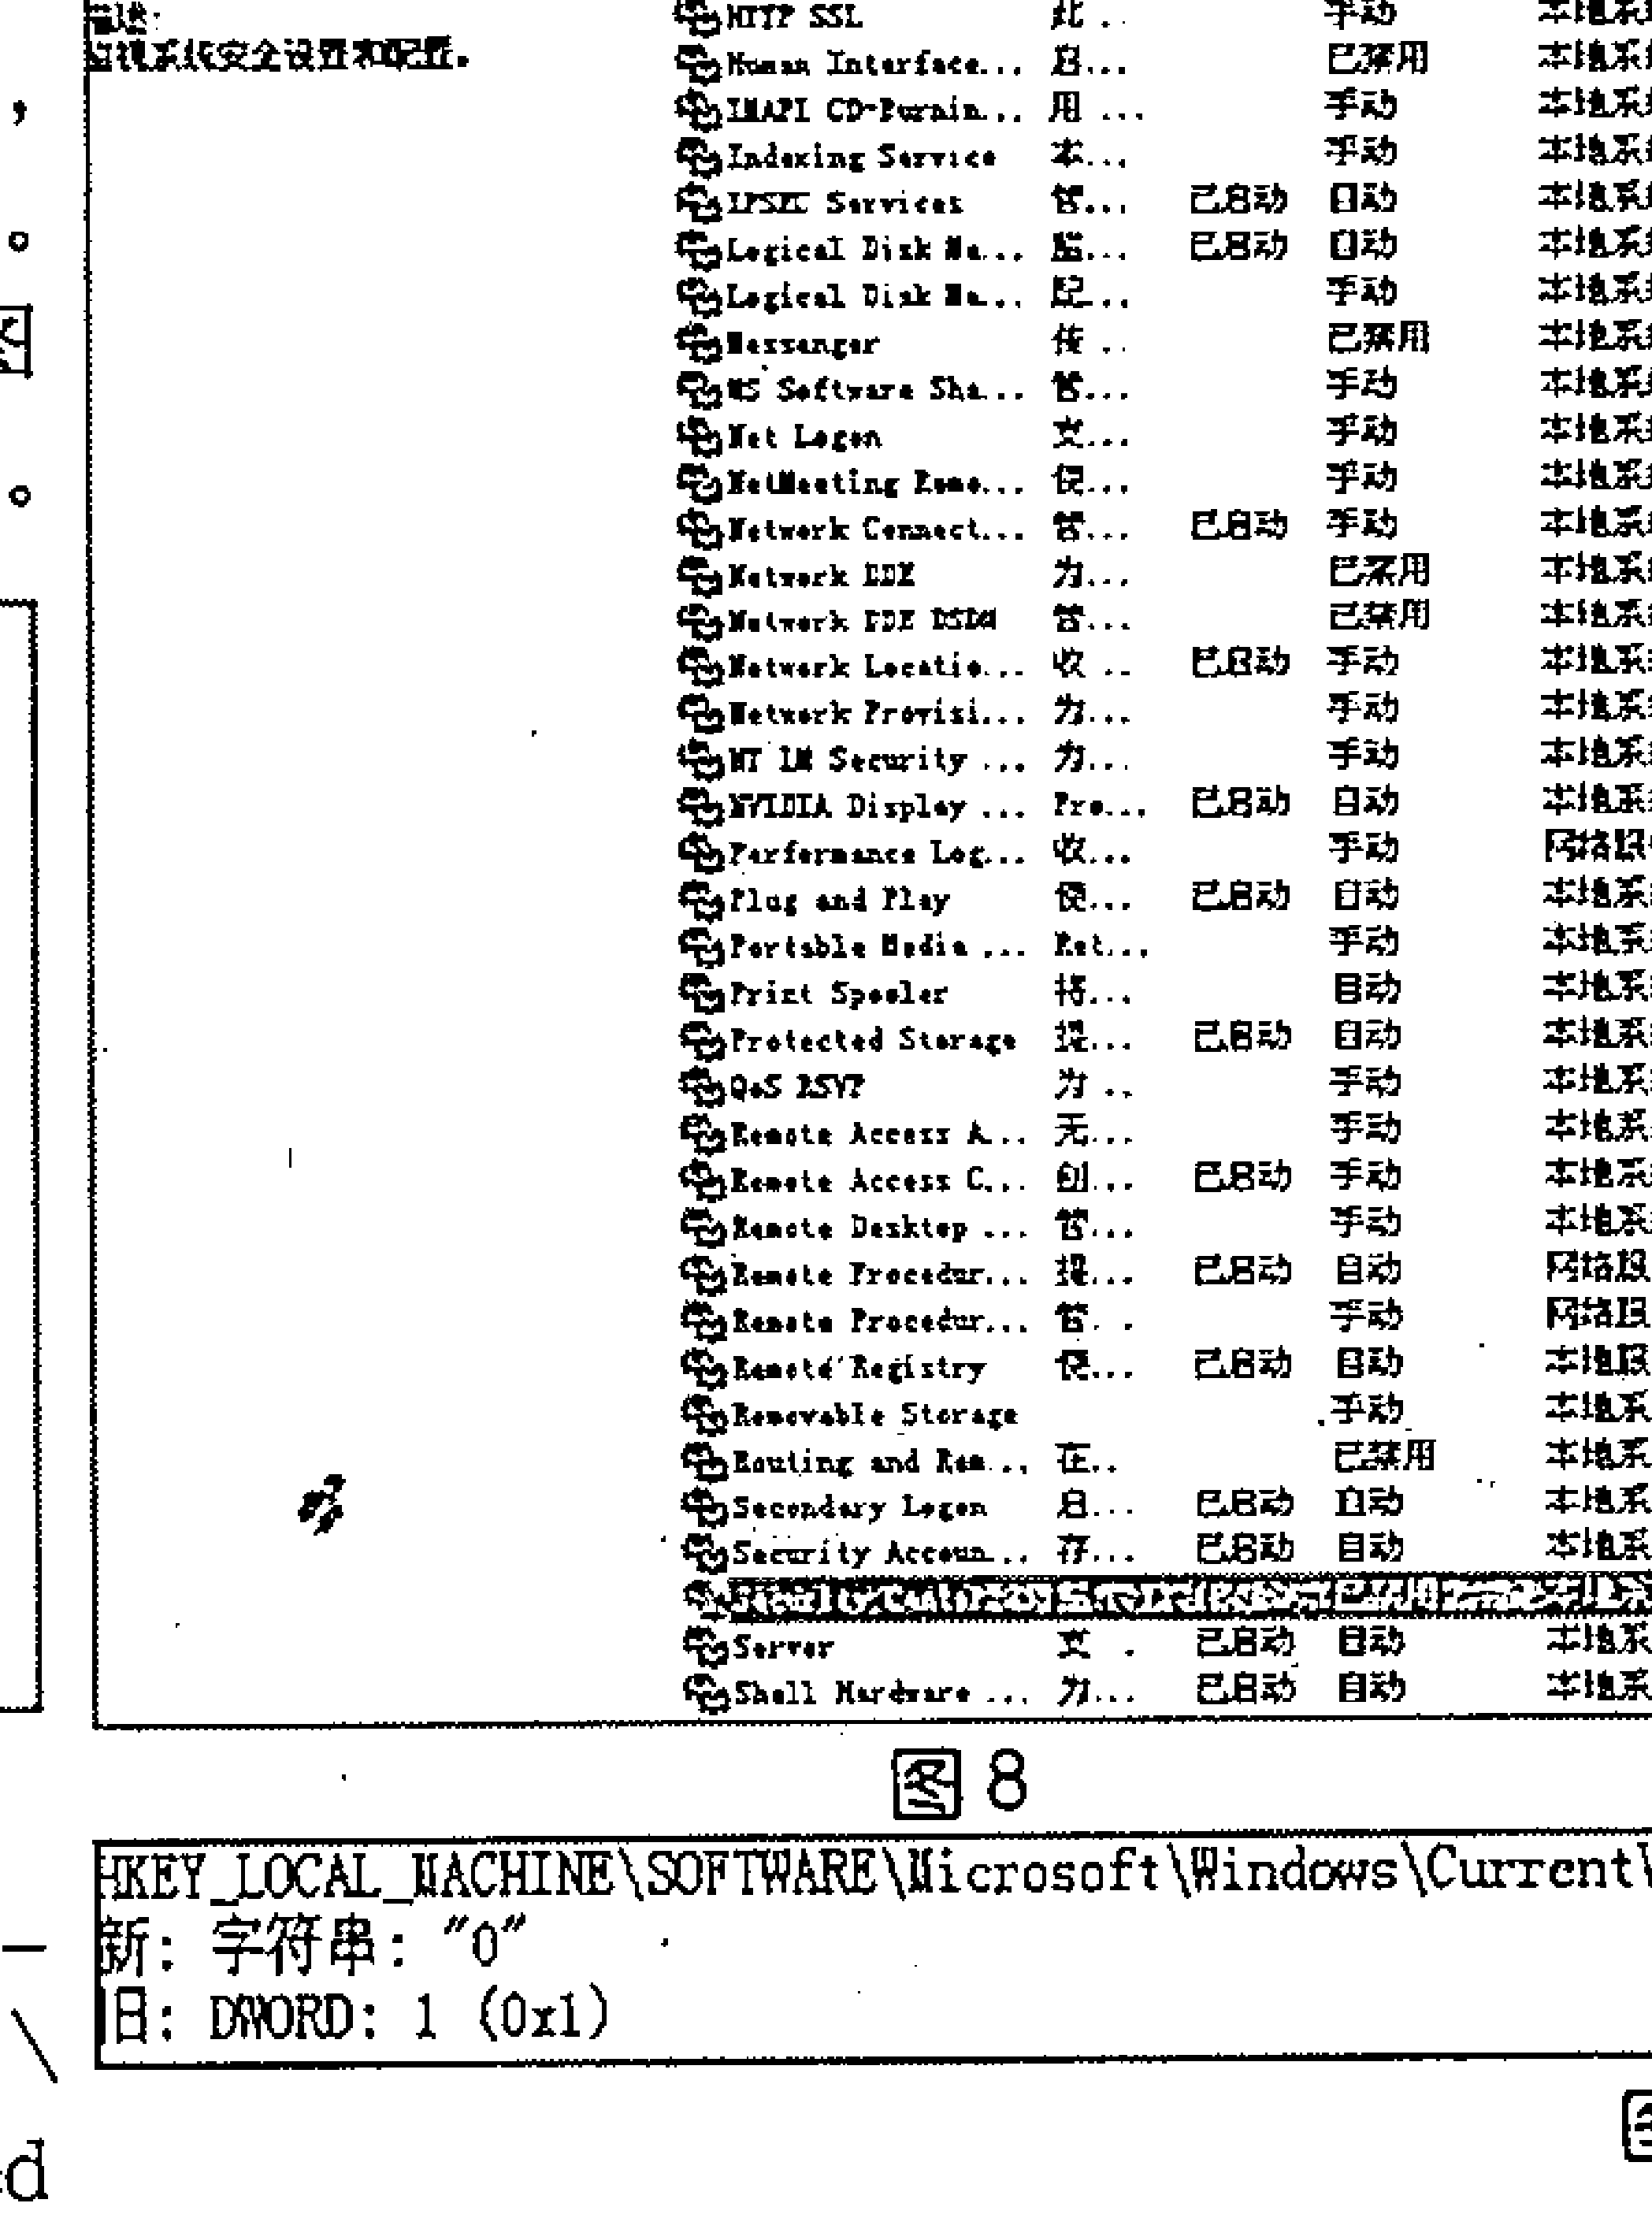 描述:
监视系统安全设置和配置。
HTTP SSL 此.. 手动 本地系
Human Interface... 启... 已禁用 本地系
IMAPI CD-Burnin... 用... 手动 本地系
Indexing Service 本... 手动 本地系
IPSEC Services 管... 已启动 自动 本地系
Logical Disk Ma... 监... 已启动 自动 本地系
Logical Disk Ma... 配... 手动 本地系
Messenger 传.. 已禁用 本地系
MS Software Sha... 管... 手动 本地系
Net Logon 支... 手动 本地系
NetMeeting Remo... 使... 手动 本地系
Network Connect... 管... 已启动 手动 本地系
Network DDE 为... 已禁用 本地系
Network DDE DSDM 管... 已禁用 本地系
Network Locatio... 收.. 已启动 手动 本地系
Network Provisi... 为... 手动 本地系
NT LM Security ... 为... 手动 本地系
NVIDIA Display ... Pro... 已启动 自动 本地系
Performance Log... 收... 手动 网络服
Plug and Play 使... 已启动 自动 本地系
Portable Media ... Ret... 手动 本地系
Print Spooler 将... 自动 本地系
Protected Storage 提... 已启动 自动 本地系
QoS RSVP 为.. 手动 本地系
Remote Access A... 无... 手动 本地系
Remote Access C... 创... 已启动 手动 本地系
Remote Desktop ... 管... 手动 本地系
Remote Procedur... 提... 已启动 自动 网络服
Remote Procedur... 管.. 手动 网络服
Remote Registry 使... 已启动 自动 本地服
Removable Storage 手动 本地系
Routing and Rem... 在.. 已禁用 本地系
Secondary Logon 启... 已启动 自动 本地系
Security Accoun... 存... 已启动 自动 本地系
已禁用
Server 支. 已启动 自动 本地系
Shell Hardware ... 为... 已启动 自动 本地系
图 8
HKEY_LOCAL_MACHINE\SOFTWARE\Microsoft\Windows\Current\
新: 字符串: "0"
旧: DWORD: 1 (0x1)